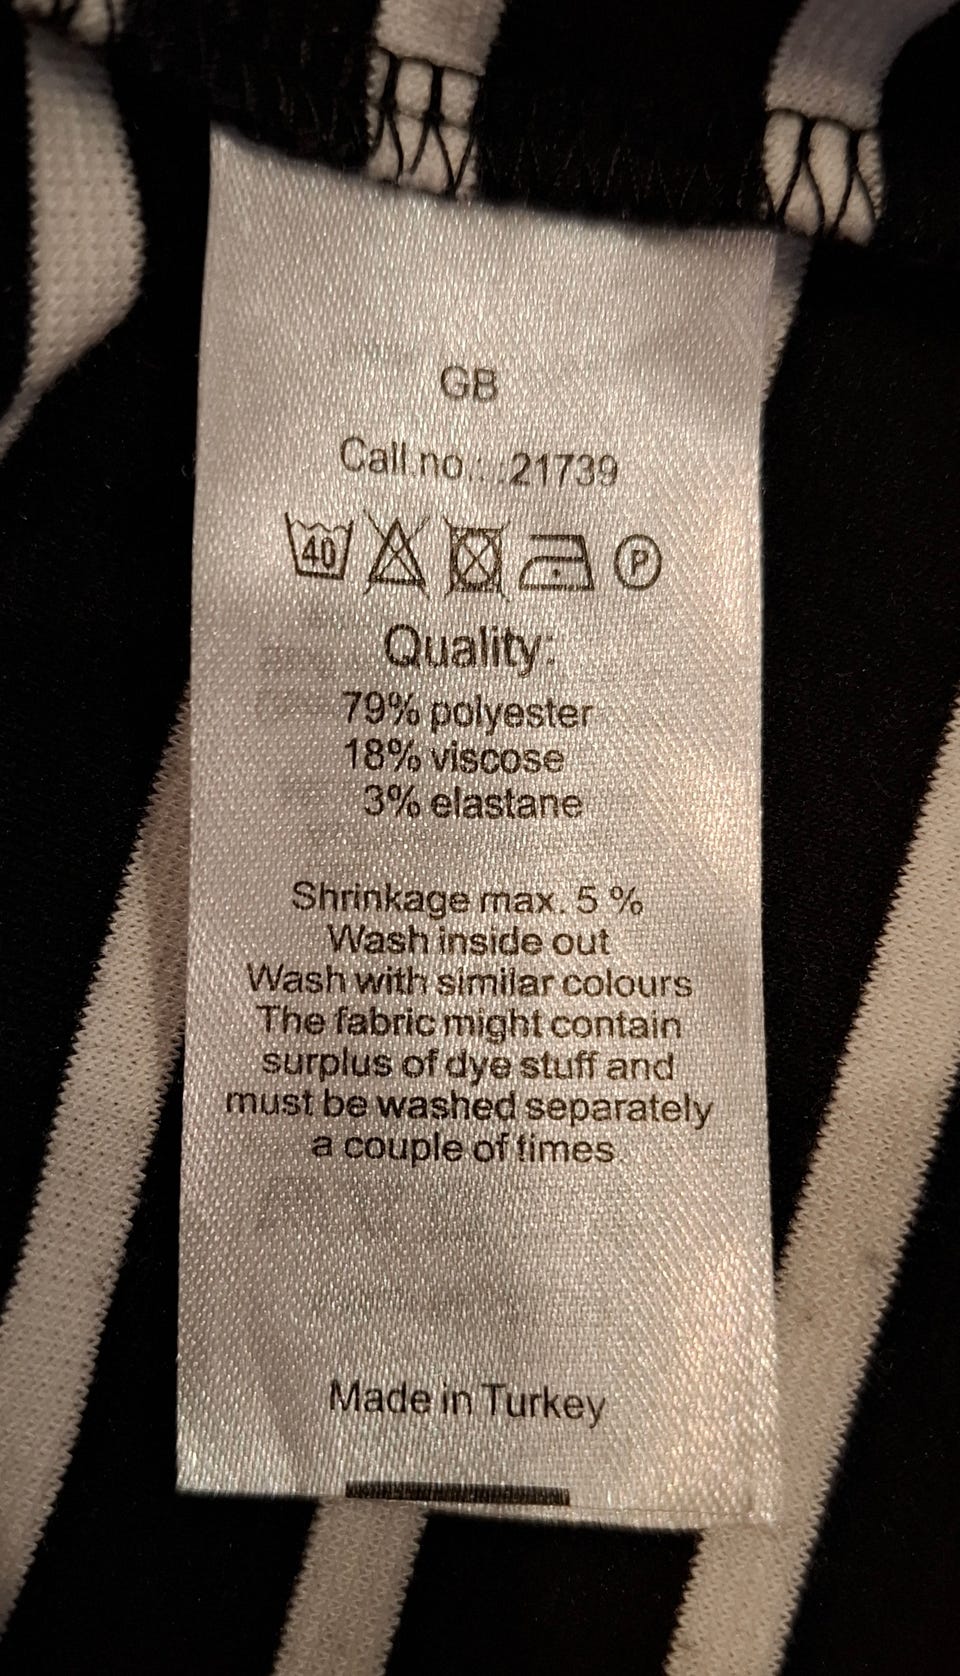 GB
Call.no.: :21739
40 P
Quality:
79% polyester
18% viscose
3% elastane
Shrinkage max. 5 %
Wash inside out
Wash with similar colours
The fabric might contain
surplus of dye stuff and
must be washed separately
a couple of times.
Made in Turkey